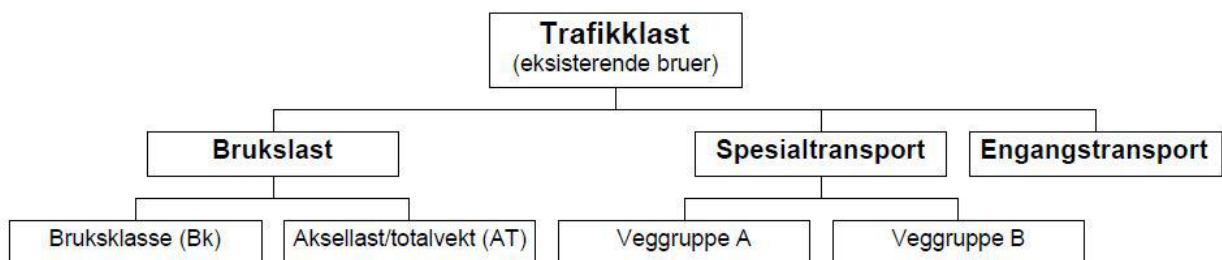 Trafikklast
(eksisterende bruer)
Brukslast
Spesialtransport
Engangstransport
Bruksklasse (Bk)
Aksellast/totalvekt (AT)
Veggruppe A
Veggruppe B